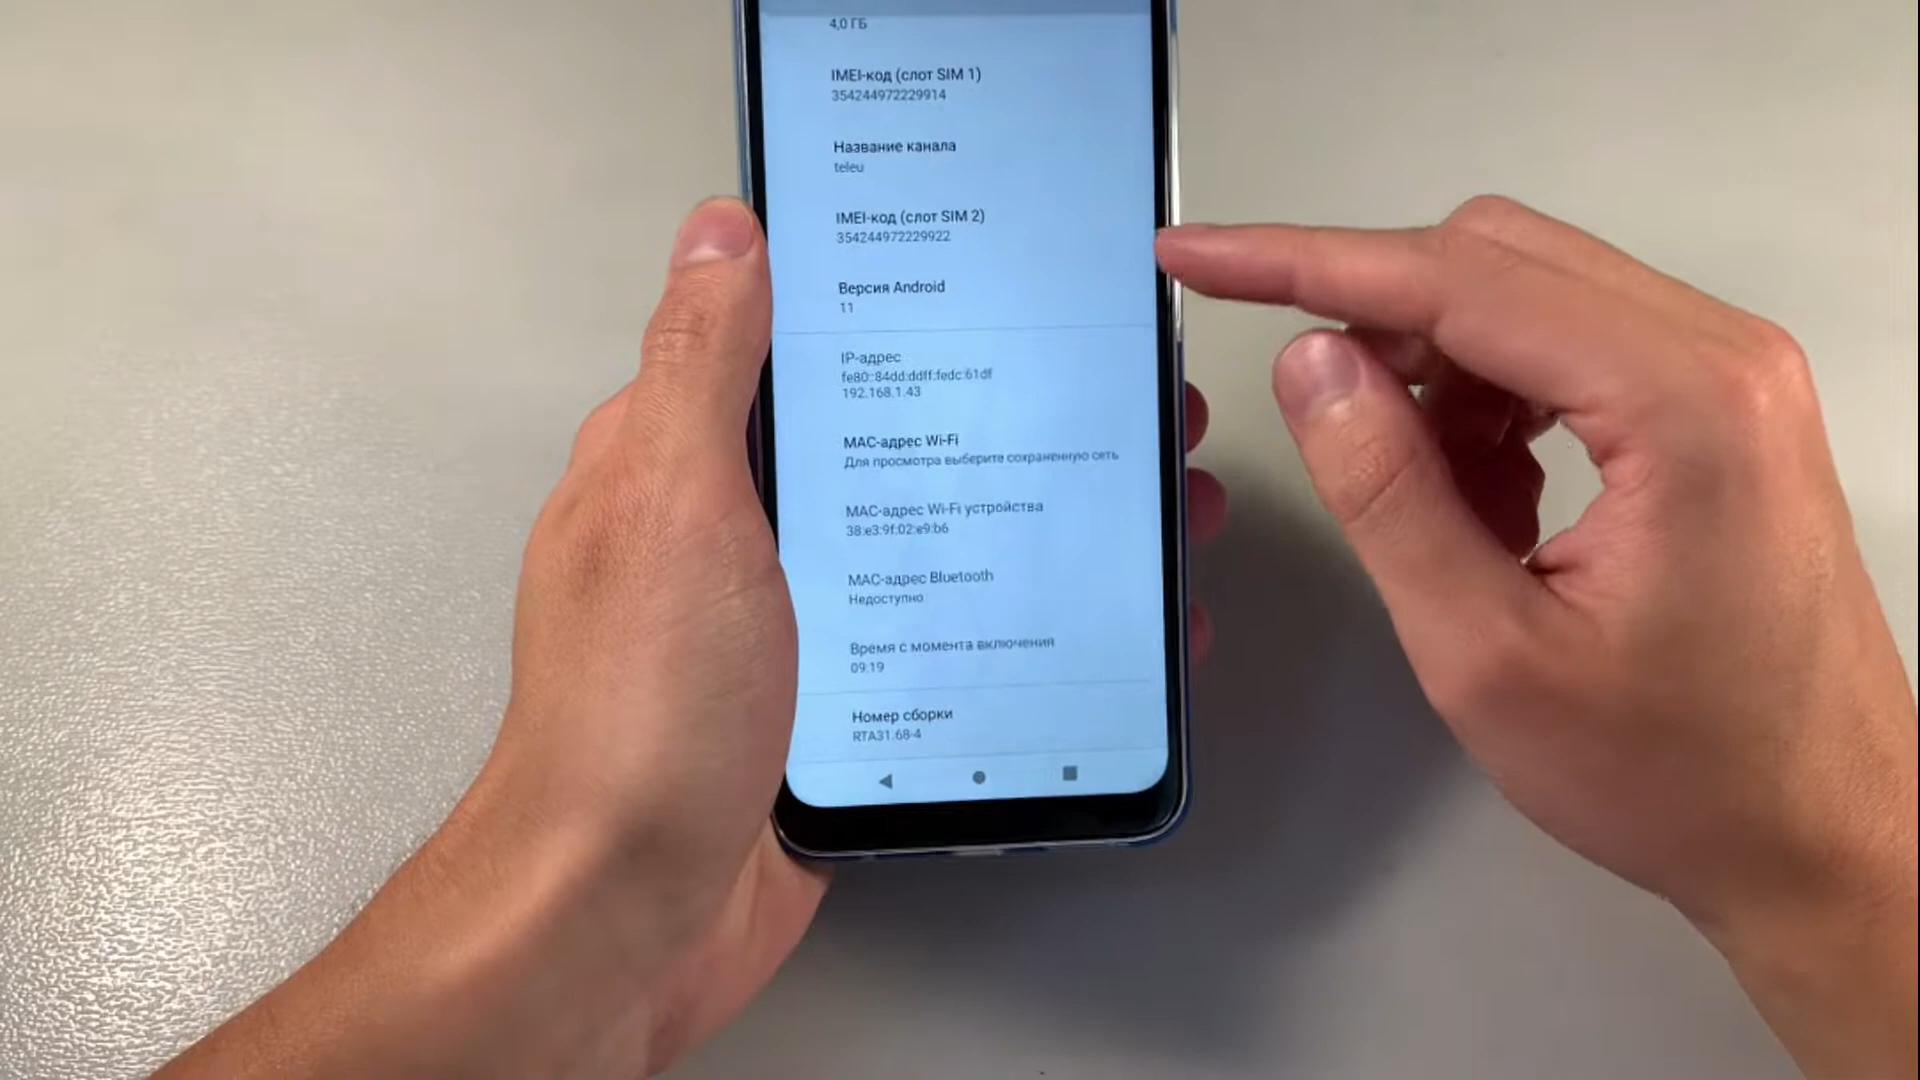 4,0 ГБ
IMEI-код (слот SIM 1)
354244972229914
Название канала
teleu
IMEI-код (слот SIM 2)
354244972229922
Версия Android
11
IP-адрес
fe80::84dd:ddff:fedc:61df
192.168.1.43
MAC-адрес Wi-Fi
Для просмотра выберите сохраненную сеть
MAC-адрес Wi-Fi устройства
38:e3:9f:02:e9:b6
MAC-адрес Bluetooth
Недоступно
Время с момента включения
09:19
Номер сборки
RTA31.68-4